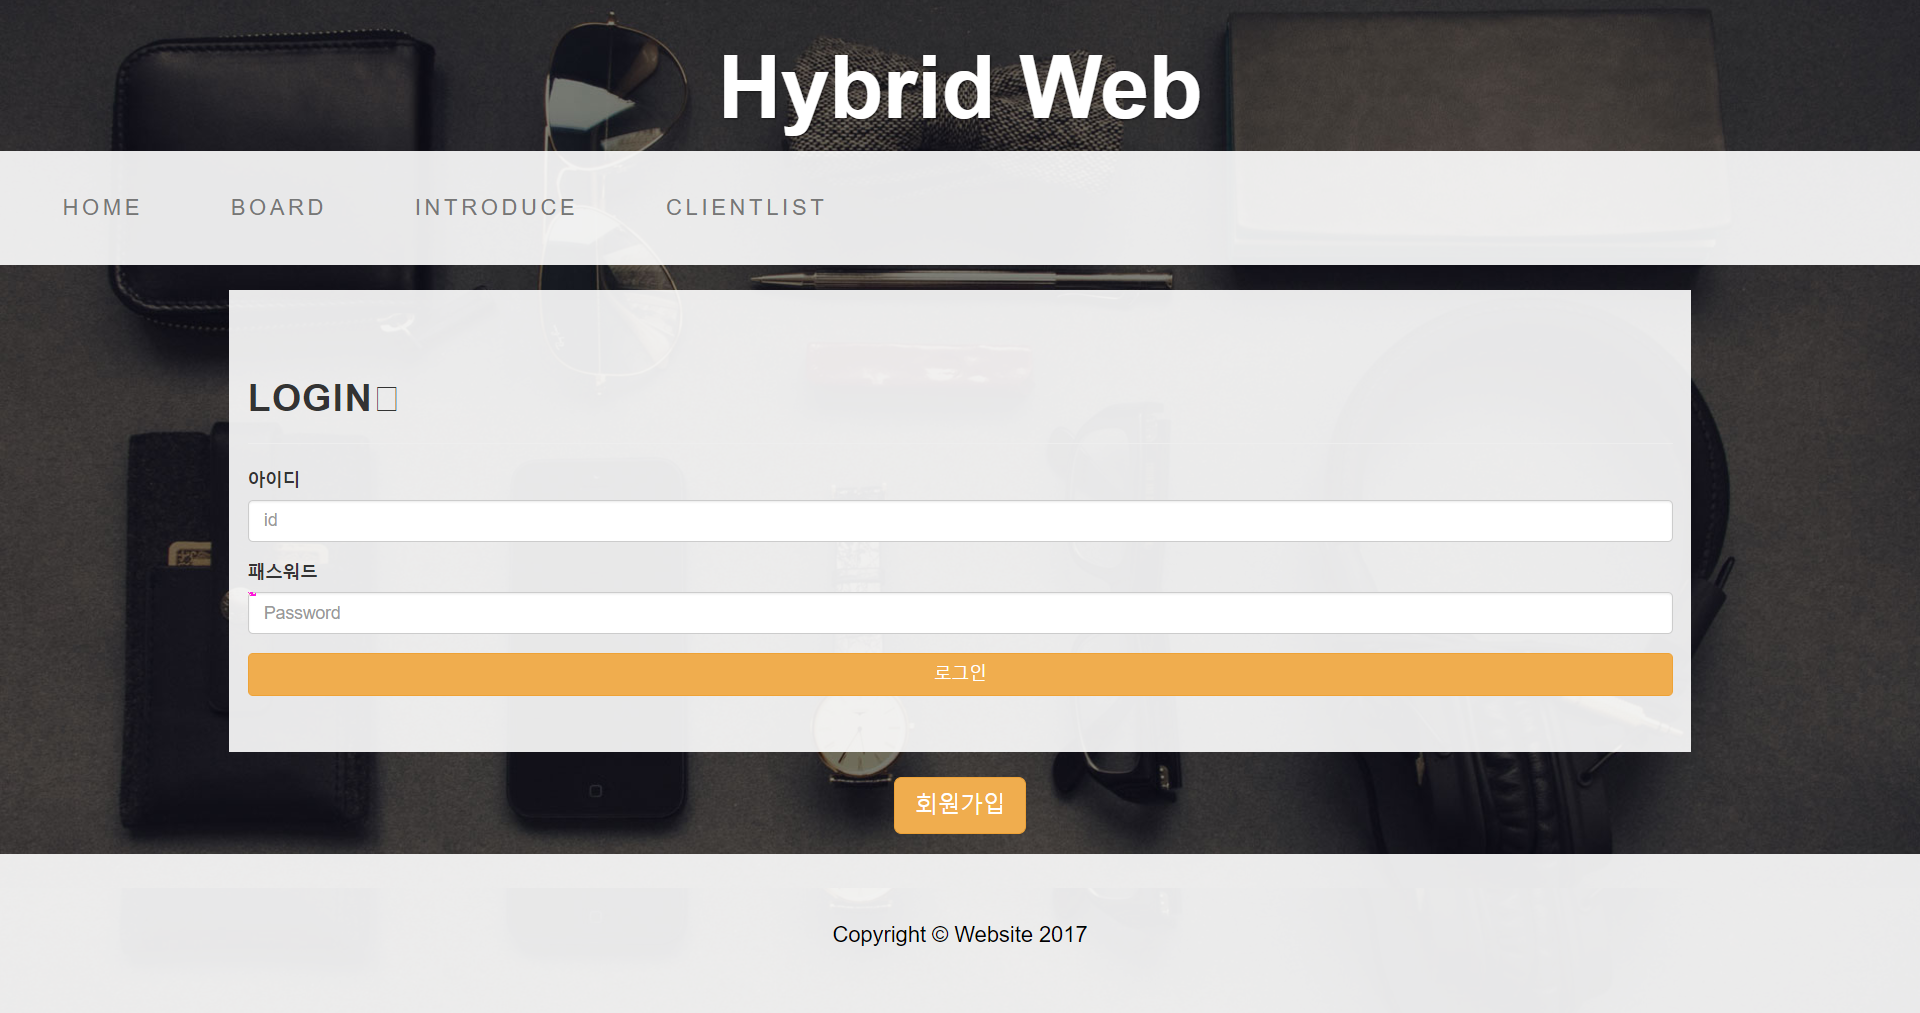 Hybrid Web
HOME BOARD INTRODUCE CLIENTLIST
LOGIN
아이디
id
패스워드
Password
로그인
회원가입
Copyright © Website 2017